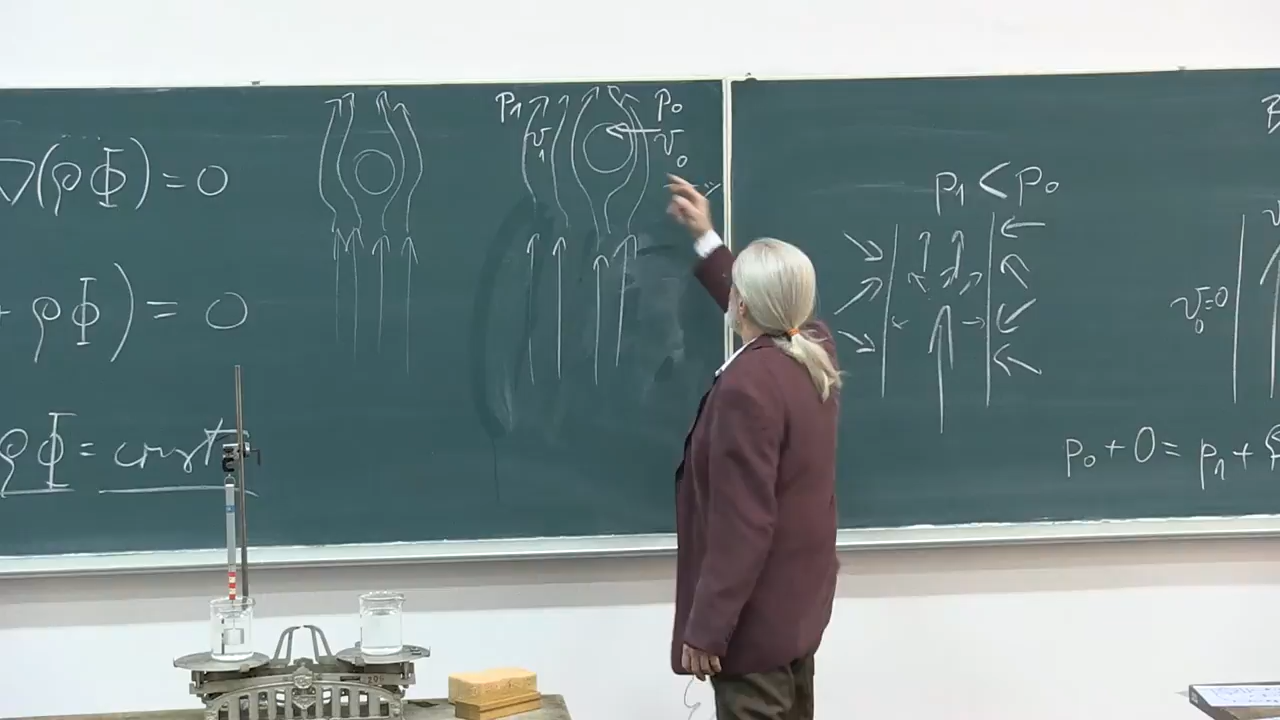 ∇(ρΦ) = 0
+ ρΦ) = 0
ρΦ = const
p₁
v₁
p₀
v₀
p₁ < p₀
v₀=0
p₀ + 0 = p₁ + ρ